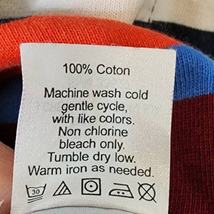 100% Coton
Machine wash cold
gentle cycle,
with like colors.
Non chlorine
bleach only.
Tumble dry low.
Warm iron as needed.
30